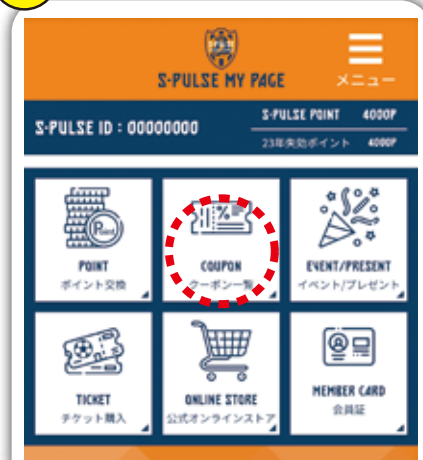 S-PULSE MY PAGE
メニュー
S-PULSE ID : 00000000
S-PULSE POINT 4000P
23年失効ポイント 4000P
POINT
ポイント交換
COUPON
クーポン一覧
EVENT/PRESENT
イベント/プレゼント
TICKET
チケット購入
ONLINE STORE
公式オンラインストア
MEMBER CARD
会員証